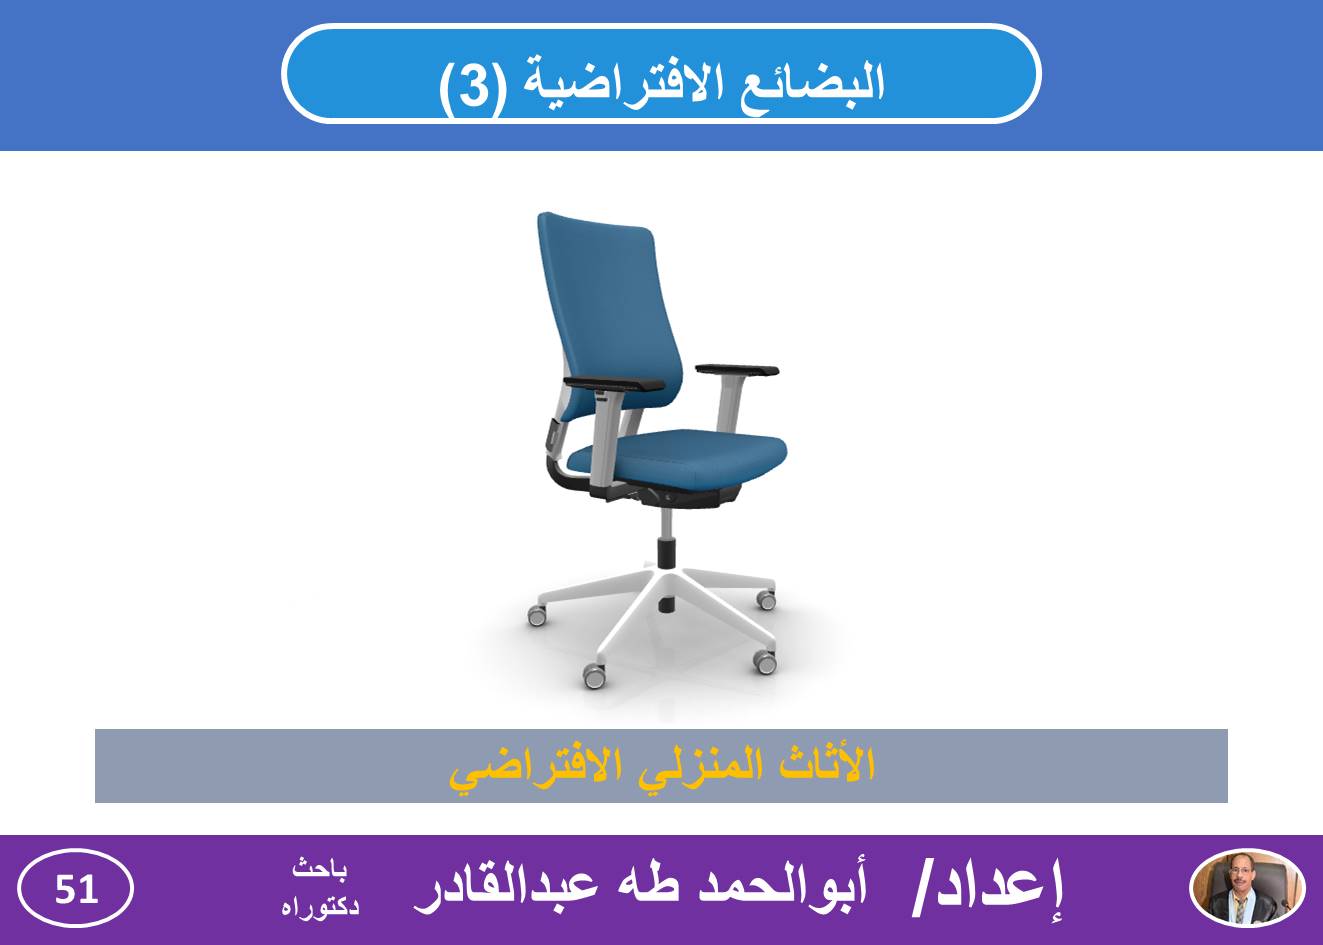 البضائع الافتراضية (3)
الأثاث المنزلي الافتراضي
إعداد/ أبوالحمد طه عبدالقادر
باحث
دكتوراه
51